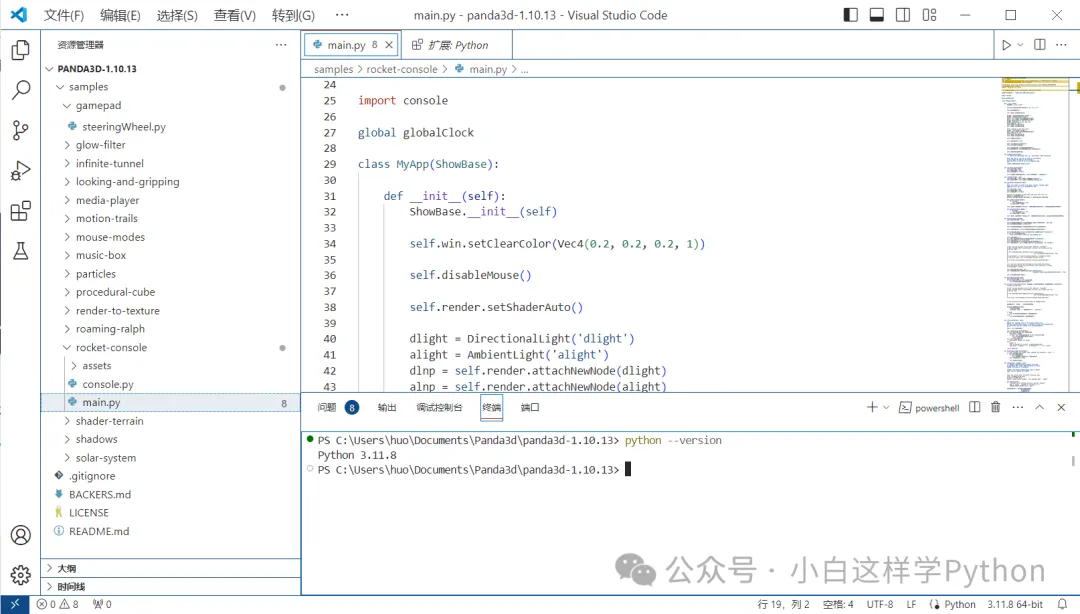 文件(F) 编辑(E) 选择(S) 查看(V) 转到(G) ··· main.py - panda3d-1.10.13 - Visual Studio Code
资源管理器 ···
PANDA3D-1.10.13
samples
gamepad
steeringWheel.py
glow-filter
infinite-tunnel
looking-and-gripping
media-player
motion-trails
mouse-modes
music-box
particles
procedural-cube
render-to-texture
roaming-ralph
rocket-console
assets
console.py
main.py 8
shader-terrain
shadows
solar-system
.gitignore
BACKERS.md
LICENSE
README.md
大纲
时间线
main.py 8 扩展: Python
samples > rocket-console > main.py > ...
24
25 import console
26
27 global globalClock
28
29 class MyApp(ShowBase):
30
31 def __init__(self):
32 ShowBase.__init__(self)
33
34 self.win.setClearColor(Vec4(0.2, 0.2, 0.2, 1))
35
36 self.disableMouse()
37
38 self.render.setShaderAuto()
39
40 dlight = DirectionalLight('dlight')
41 alight = AmbientLight('alight')
42 dlnp = self.render.attachNewNode(dlight)
43 alnp = self.render.attachNewNode(alight)
问题 8 输出 调试控制台 终端 端口 powershell ···
PS C:\Users\huo\Documents\Panda3d\panda3d-1.10.13> python --version
Python 3.11.8
PS C:\Users\huo\Documents\Panda3d\panda3d-1.10.13>
公众号 · 小白这样学Python
0 8 0 行 19，列 2 空格: 4 UTF-8 LF Python 3.11.8 64-bit